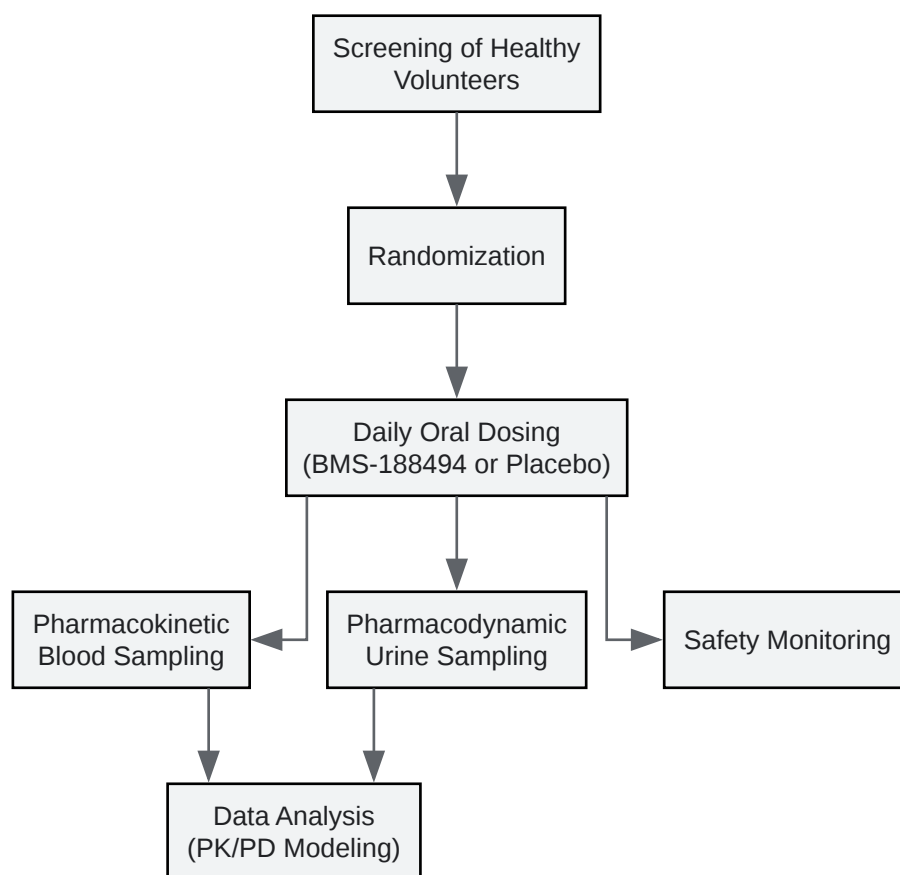 Screening of Healthy
Volunteers
Randomization
Daily Oral Dosing
(BMS-188494 or Placebo)
Pharmacokinetic
Blood Sampling
Pharmacodynamic
Urine Sampling
Safety Monitoring
Data Analysis
(PK/PD Modeling)